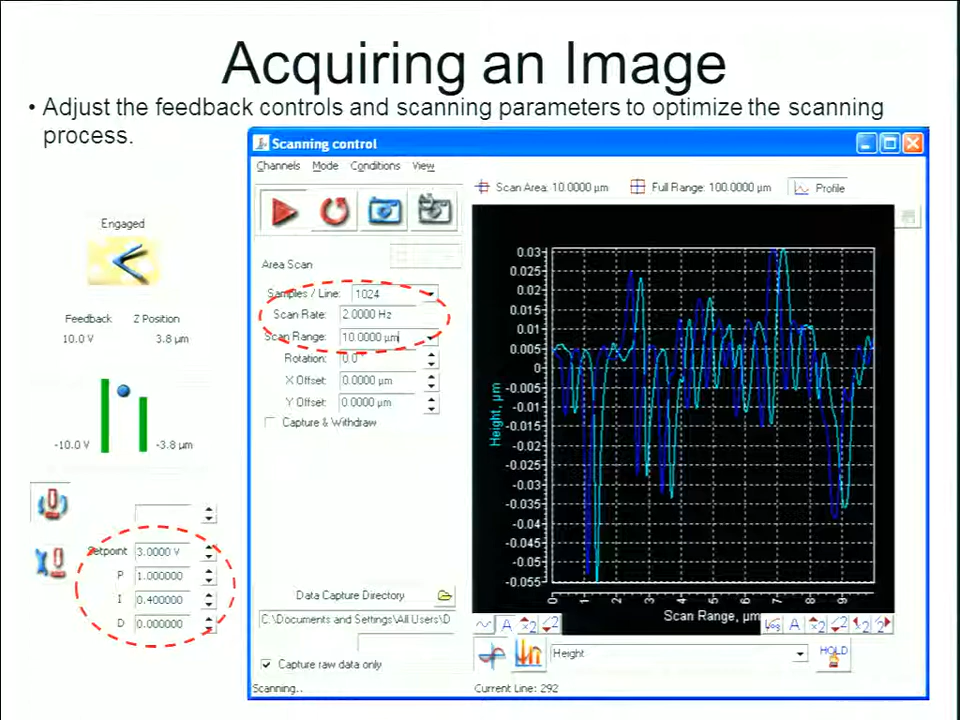 Acquiring an Image
• Adjust the feedback controls and scanning parameters to optimize the scanning
process.
Scanning control
Channels Mode Conditions View
Scan Area: 10.0000 µm Full Range: 100.0000 µm Profile
Engaged
Feedback Z Position
10.0 V 3.8 µm
-10.0 V -3.8 µm
Setpoint 3.0000 V
P 1.000000
I 0.400000
D 0.000000
Area Scan
Samples / Line: 1024
Scan Rate: 2.0000 Hz
Scan Range: 10.0000 µm
Rotation: 0.0
X Offset: 0.0000 µm
Y Offset: 0.0000 µm
Capture & Withdraw
Data Capture Directory
C:\Documents and Settings\All Users\D
Capture raw data only
Scanning..
Height, µm
0.03
0.025
0.02
0.015
0.01
0.005
0
-0.005
-0.01
-0.015
-0.02
-0.025
-0.03
-0.035
-0.04
-0.045
-0.05
-0.055
0 1 2 3 4 5 6 7 8 9
Scan Range, µm
A x2 /2 A x2 /2 x2 2
Height HOLD
Current Line: 292